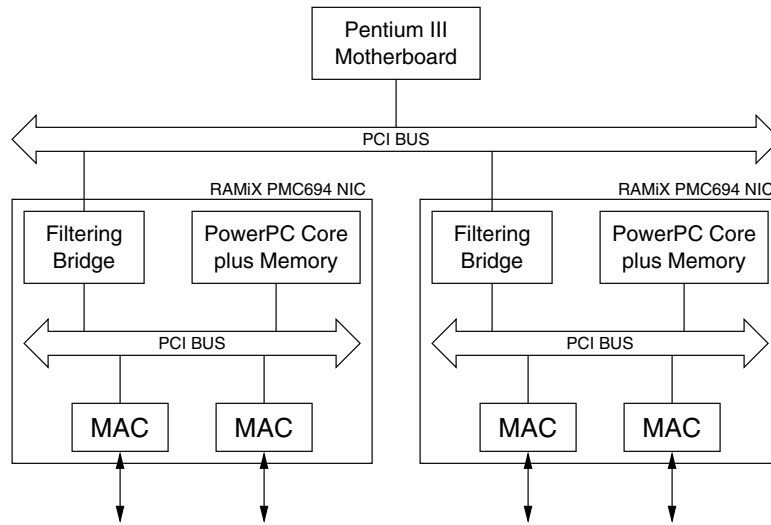 Pentium III
Motherboard
PCI BUS
RAMiX PMC694 NIC
Filtering
Bridge
PowerPC Core
plus Memory
PCI BUS
MAC
MAC
RAMiX PMC694 NIC
Filtering
Bridge
PowerPC Core
plus Memory
PCI BUS
MAC
MAC